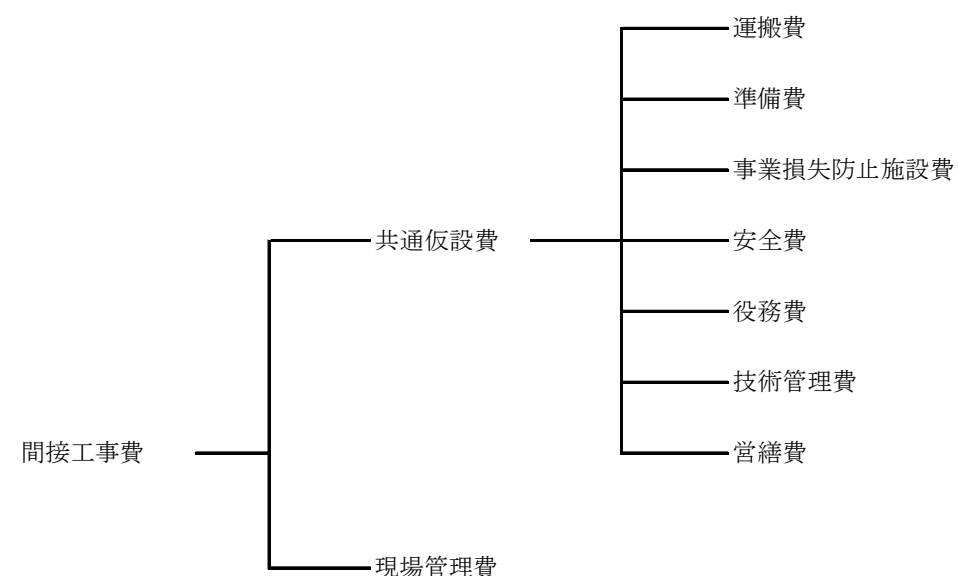 運搬費
準備費
事業損失防止施設費
共通仮設費
安全費
役務費
技術管理費
間接工事費
営繕費
現場管理費